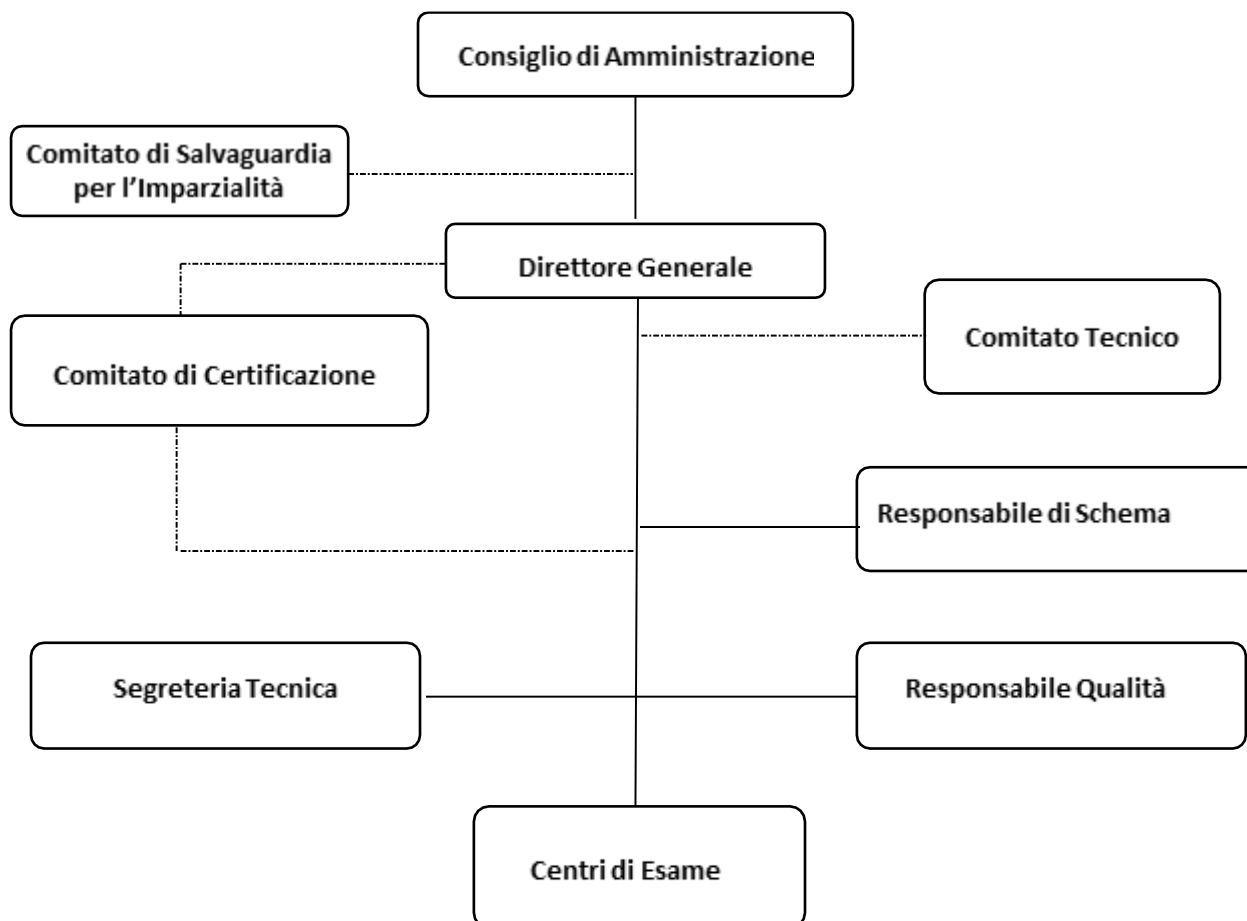 Consiglio di Amministrazione
Comitato di Salvaguardia
per l'Imparzialità
Direttore Generale
Comitato Tecnico
Comitato di Certificazione
Responsabile di Schema
Segreteria Tecnica
Responsabile Qualità
Centri di Esame